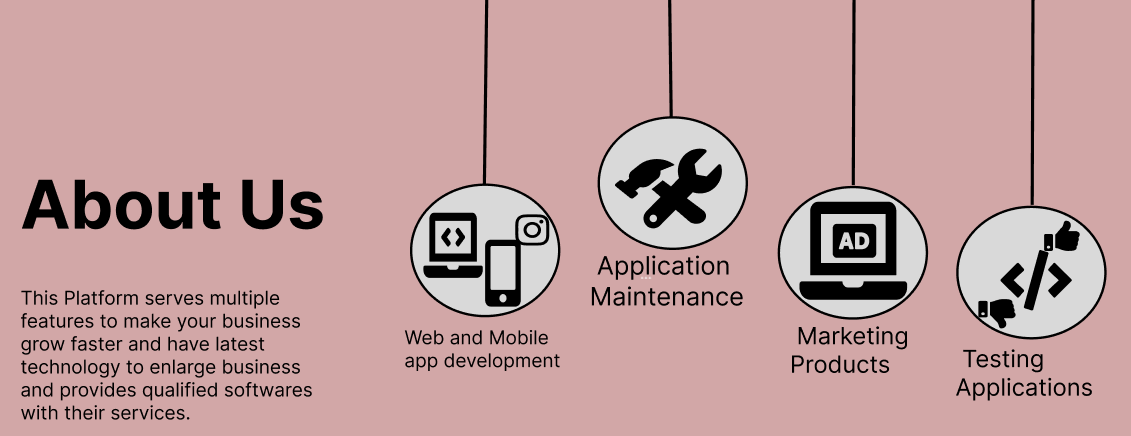 About Us
This Platform serves multiple
features to make your business
grow faster and have latest
technology to enlarge business
and provides qualified softwares
with their services.
Web and Mobile
app development
Application
Maintenance
AD
Marketing
Products
Testing
Applications